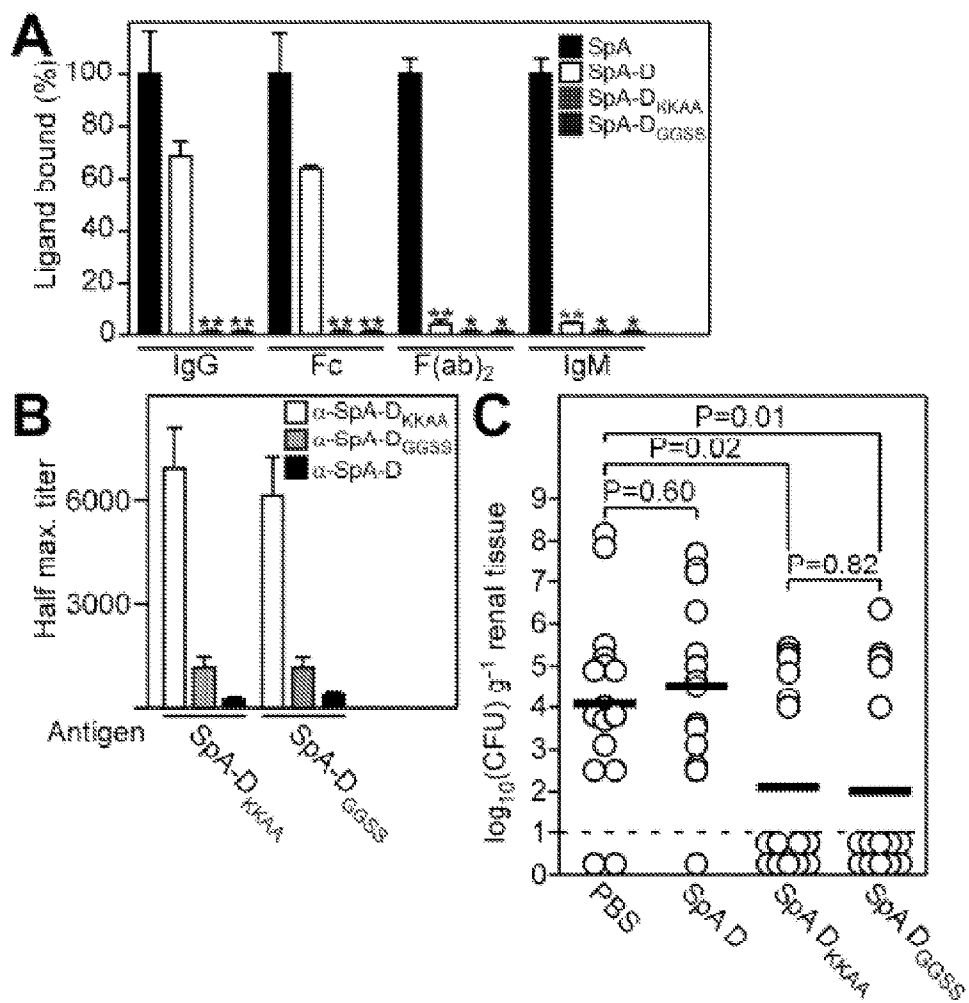 A
Ligand bound (%)
100
80
60
40
20
0
SpA
SpA-D
SpA-DKKAA
SpA-DGGSS
** **
** **
** * *
** * *
IgG
Fc
F(ab)2
IgM
B
Half max. titer
6000
3000
α-SpA-DKKAA
α-SpA-DGGSS
α-SpA-D
Antigen
SpA-DKKAA
SpA-DGGSS
C
log10(CFU) g-1 renal tissue
9
8
7
6
5
4
3
2
1
0
P=0.01
P=0.02
P=0.60
P=0.82
PBS
SpA D
SpA DKKAA
SpA DGGSS